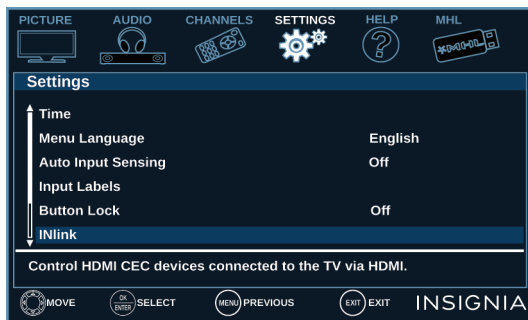 PICTURE AUDIO CHANNELS SETTINGS HELP MHL
MHL
Settings
Time
Menu Language English
Auto Input Sensing Off
Input Labels
Button Lock Off
INlink
Control HDMI CEC devices connected to the TV via HDMI.
MOVE OK ENTER SELECT MENU PREVIOUS EXIT EXIT INSIGNIA